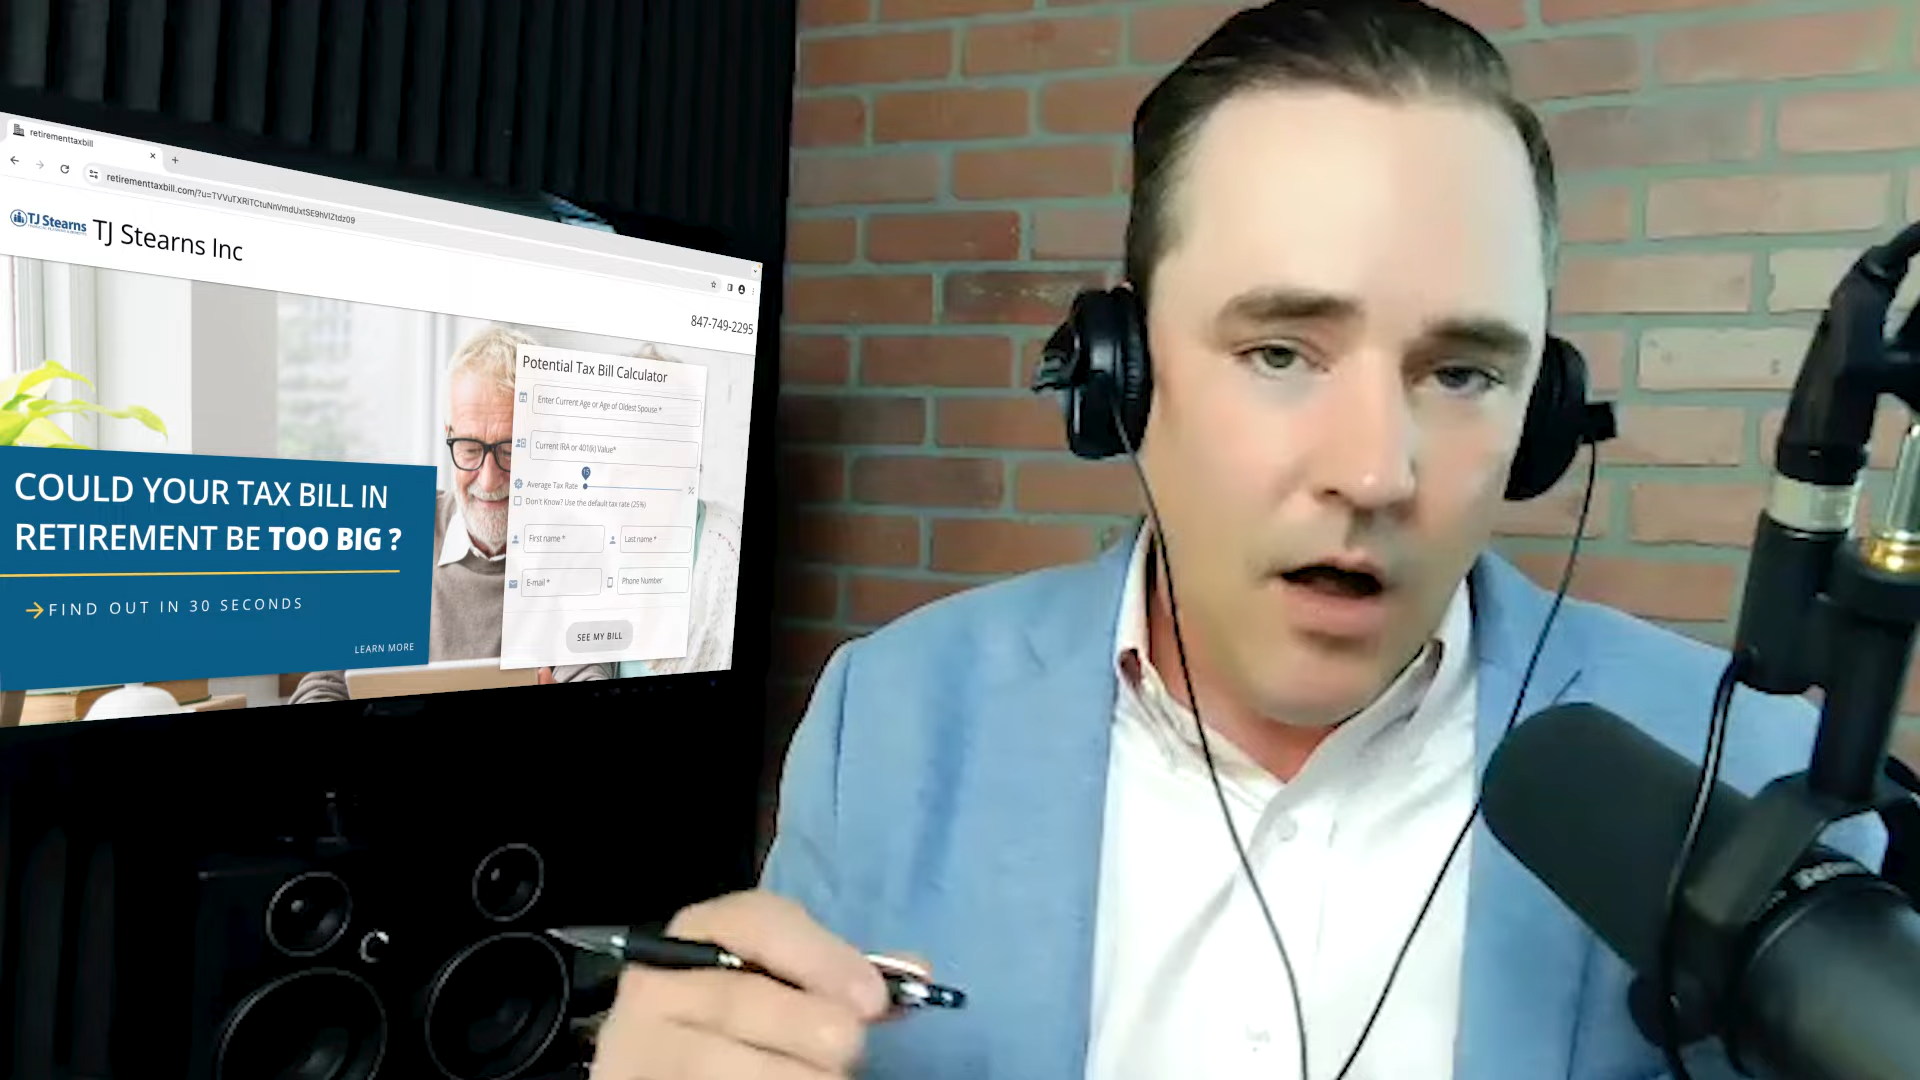 retirementtaxbill
retirementtaxbill.com/?u=TVVuTXRiTCtuNnVmdUxtSE9hVlZtdz09
TJ Stearns
TJ Stearns Inc
847-749-2295
Potential Tax Bill Calculator
Enter Current Age or Age of Oldest Spouse *
Current IRA or 401(k) Value*
15
Average Tax Rate
%
Don't Know? Use the default tax rate (25%)
First name *
Last name *
E-mail *
Phone Number
SEE MY BILL
COULD YOUR TAX BILL IN
RETIREMENT BE TOO BIG ?
FIND OUT IN 30 SECONDS
LEARN MORE